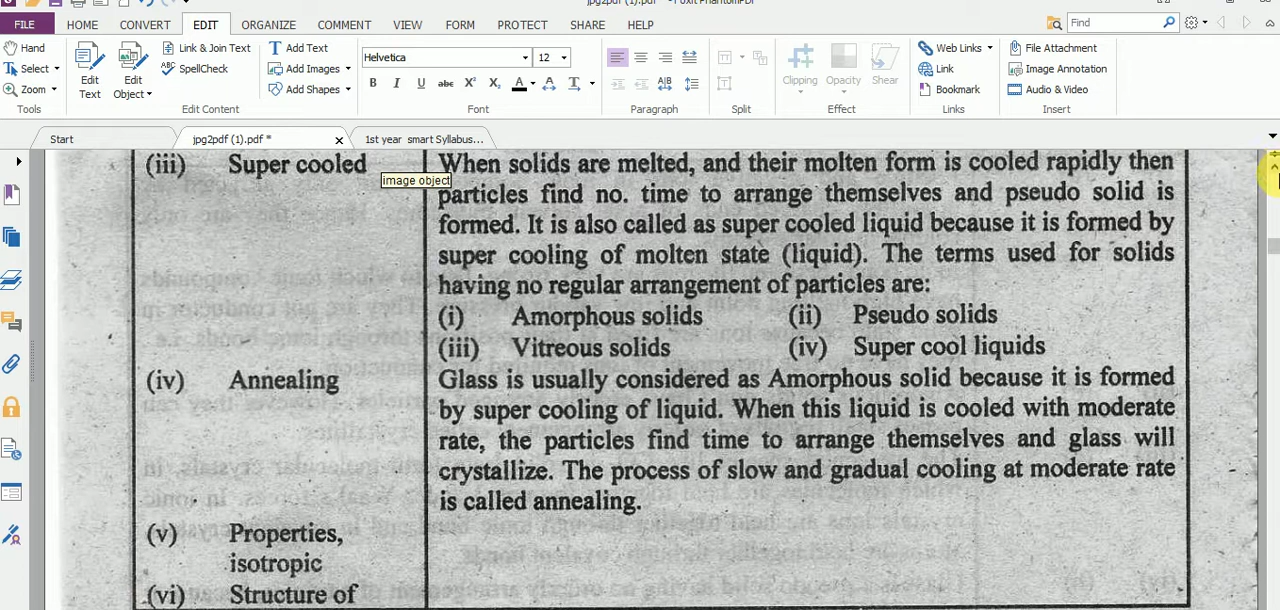 jpg2pdf (1).pdf * - Foxit PhantomPDF
FILE HOME CONVERT EDIT ORGANIZE COMMENT VIEW FORM PROTECT SHARE HELP
Find
Hand
Select
Zoom
Tools
Edit Text
Edit Object
Link & Join Text
SpellCheck
Edit Content
Add Text
Add Images
Add Shapes
Helvetica 12
B I U abc X² X₂ A
Font
Paragraph
Split
Clipping Opacity Shear
Effect
Web Links
Link
Bookmark
Links
File Attachment
Image Annotation
Audio & Video
Insert
Start jpg2pdf (1).pdf * 1st year smart Syllabus...
(iii) Super cooled
image object
When solids are melted, and their molten form is cooled rapidly then
particles find no. time to arrange themselves and pseudo solid is
formed. It is also called as super cooled liquid because it is formed by
super cooling of molten state (liquid). The terms used for solids
having no regular arrangement of particles are:
(i) Amorphous solids (ii) Pseudo solids
(iii) Vitreous solids (iv) Super cool liquids
(iv) Annealing
Glass is usually considered as Amorphous solid because it is formed
by super cooling of liquid. When this liquid is cooled with moderate
rate, the particles find time to arrange themselves and glass will
crystallize. The process of slow and gradual cooling at moderate rate
is called annealing.
(v) Properties,
isotropic
(vi) Structure of